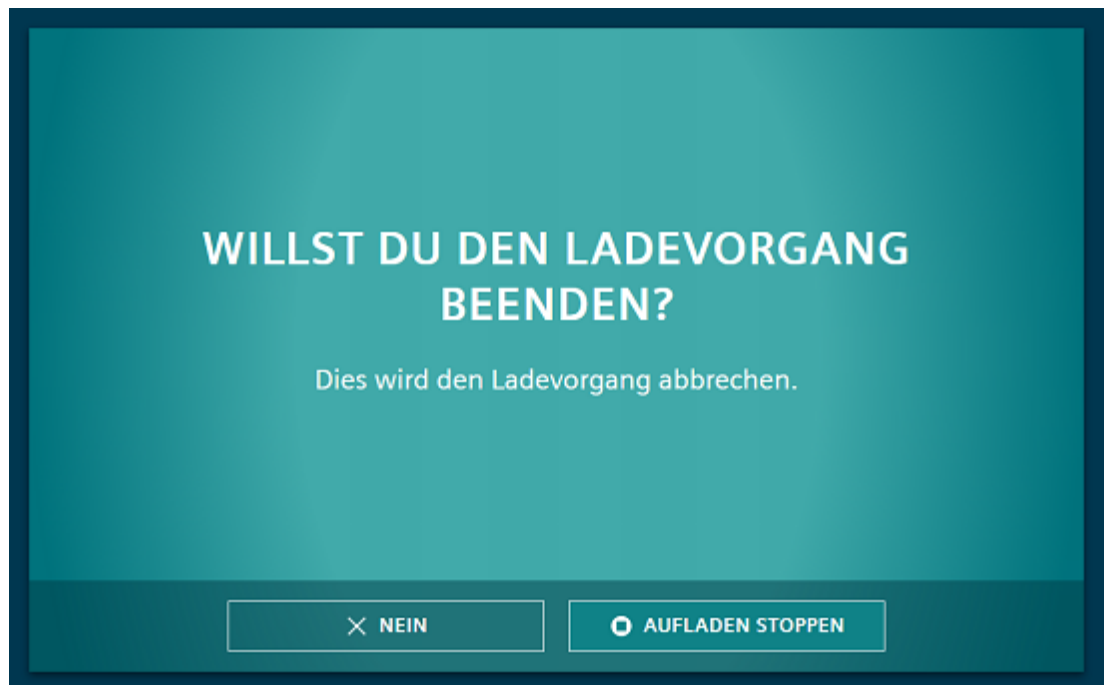 WILLST DU DEN LADEVORGANG
BEENDEN?
Dies wird den Ladevorgang abbrechen.
NEIN
AUFLADEN STOPPEN